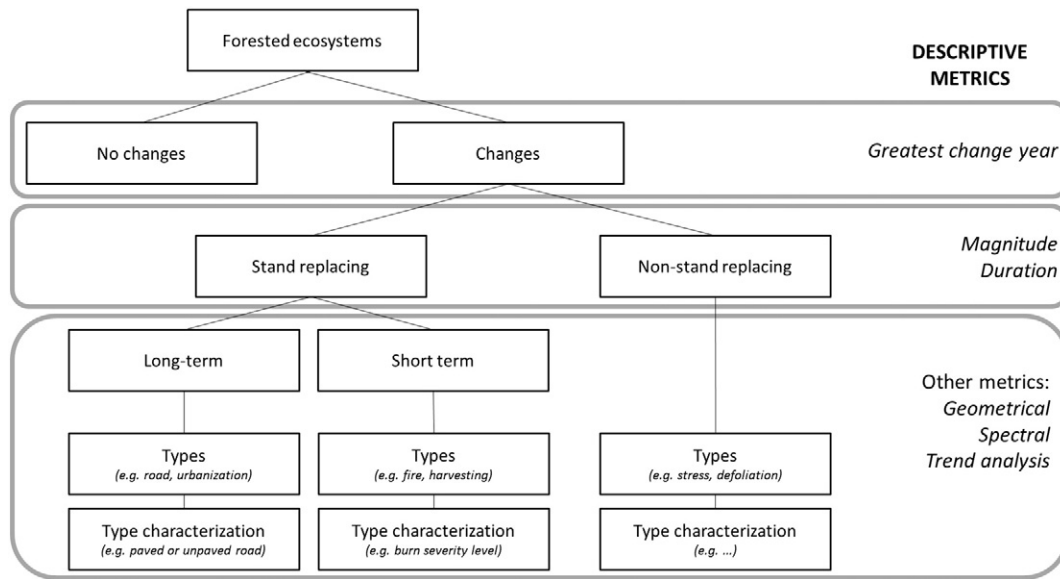 Forested ecosystems
DESCRIPTIVE
METRICS
No changes
Changes
Greatest change year
Stand replacing
Non-stand replacing
Magnitude
Duration
Long-term
Short term
Other metrics:
Geometrical
Spectral
Trend analysis
Types
(e.g. road, urbanization)
Types
(e.g. fire, harvesting)
Types
(e.g. stress, defoliation)
Type characterization
(e.g. paved or unpaved road)
Type characterization
(e.g. burn severity level)
Type characterization
(e.g. ...)